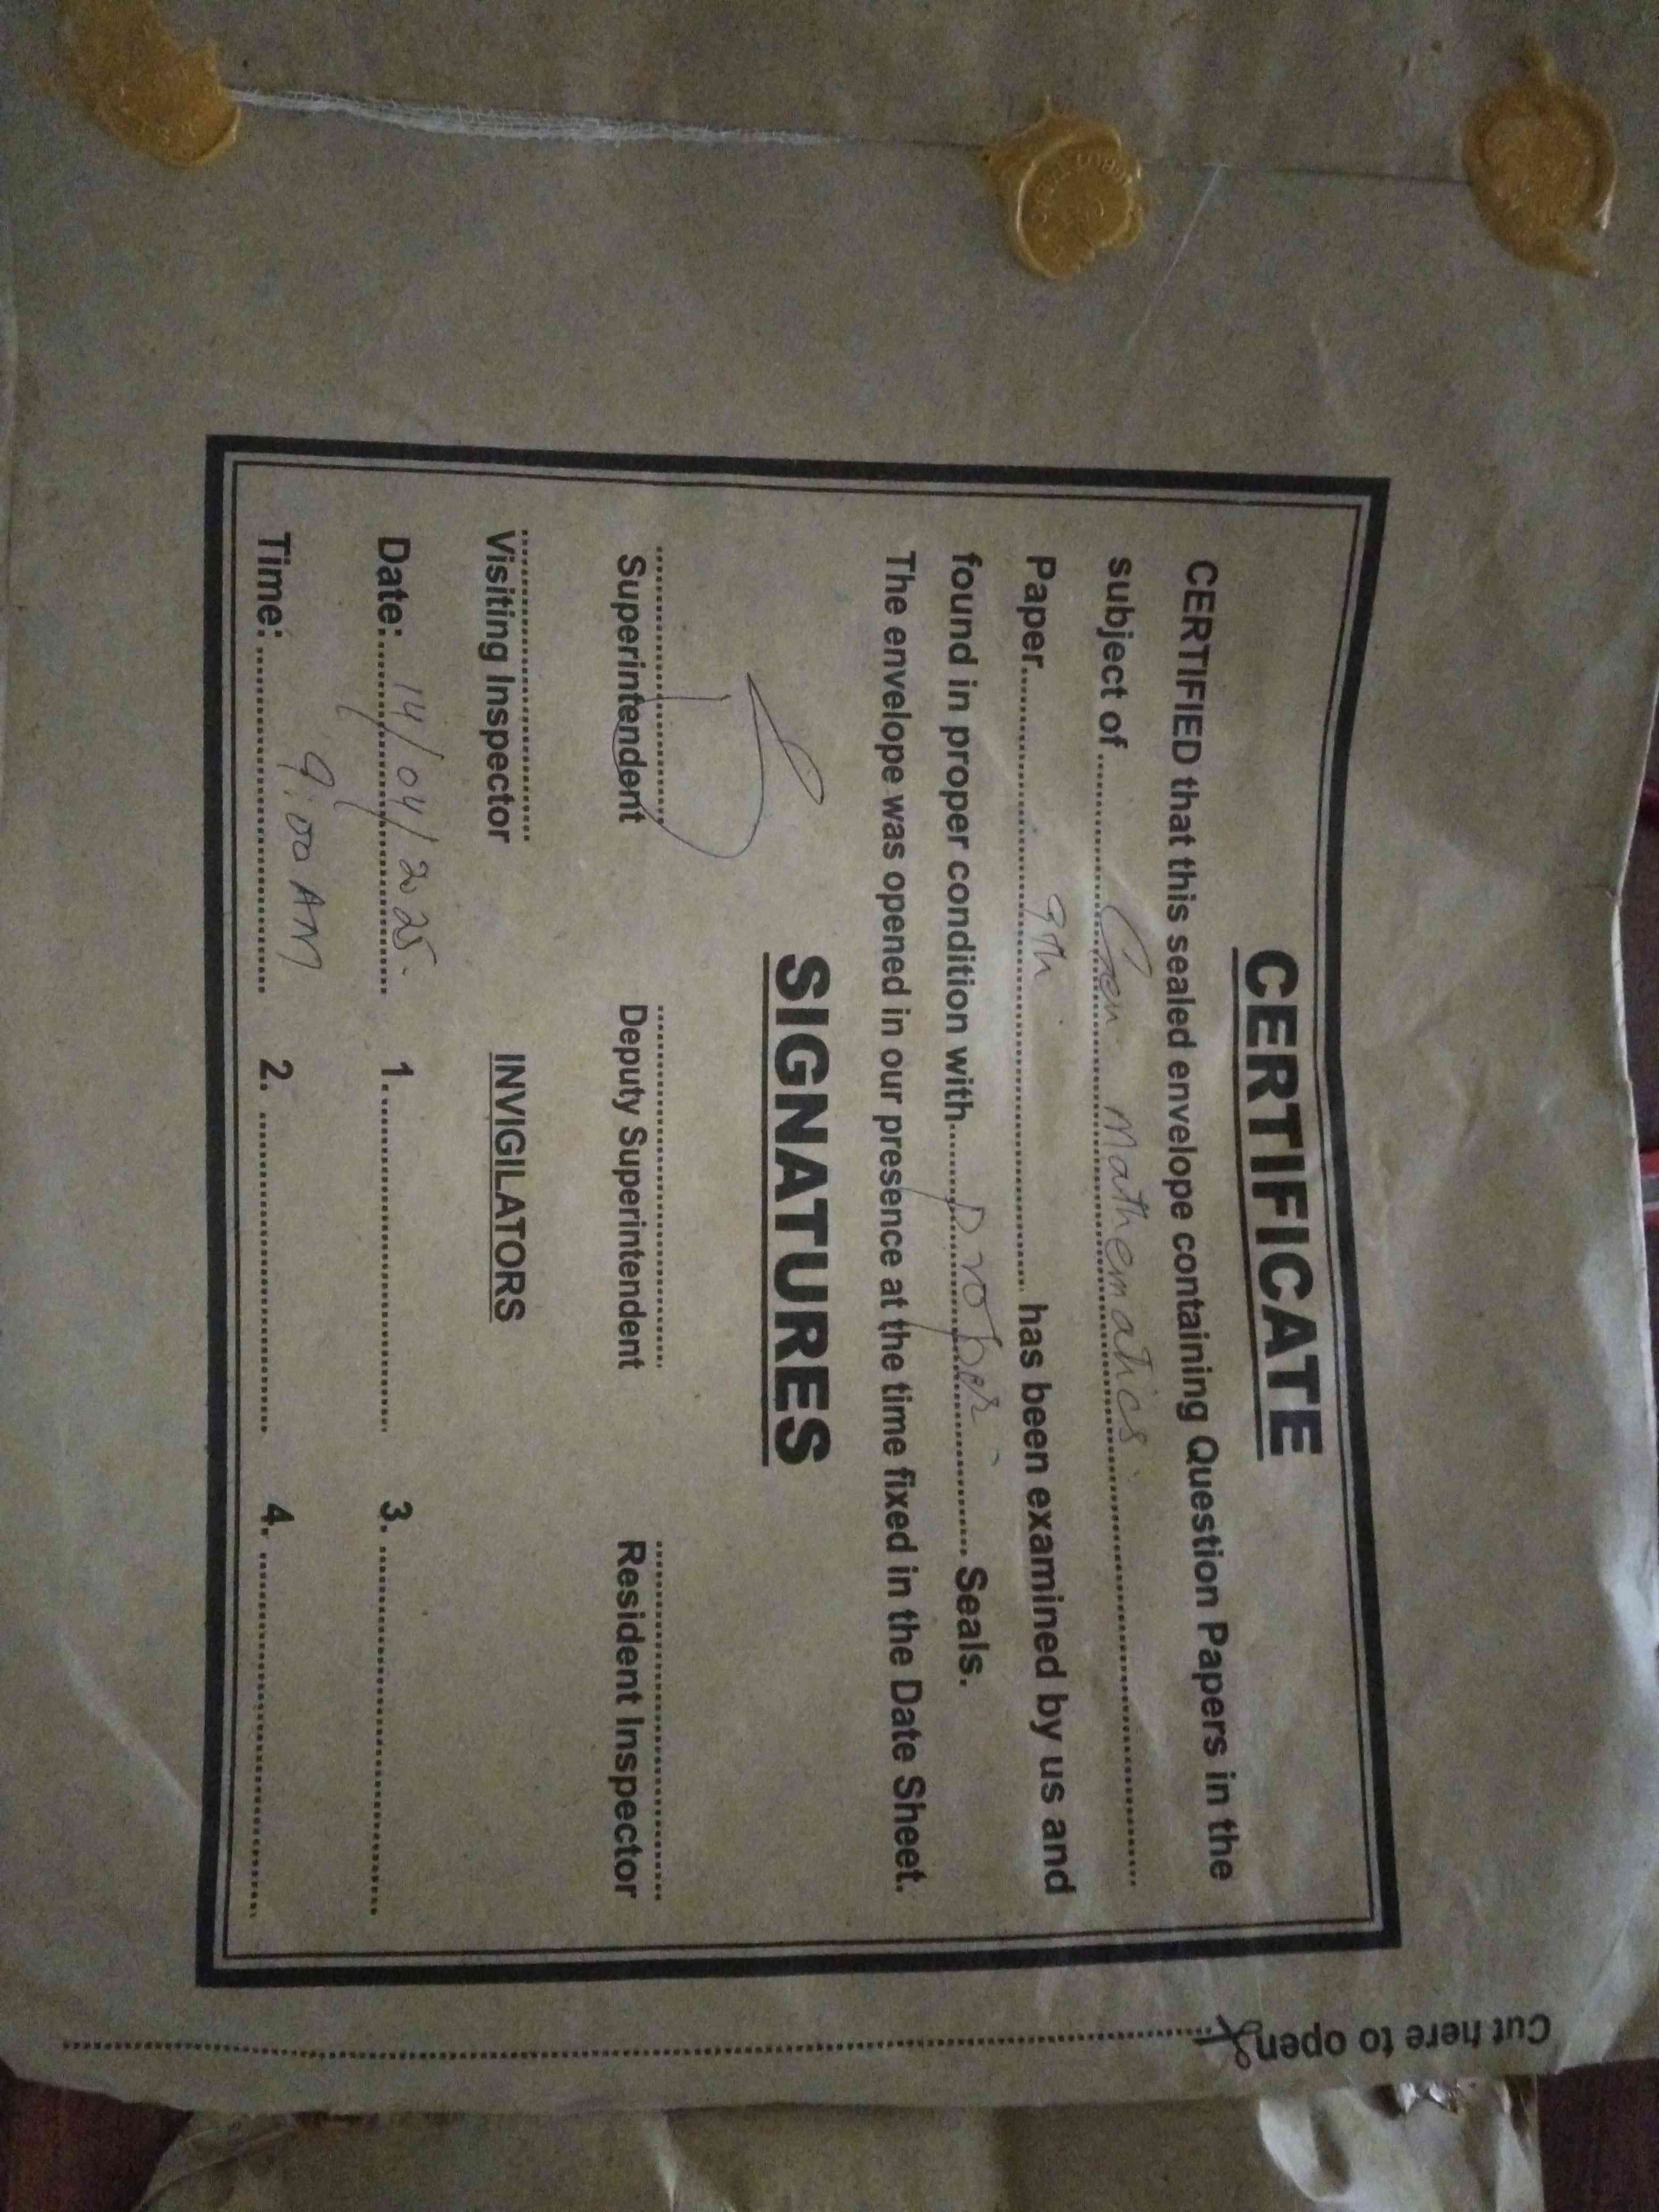 CERTIFICATE
CERTIFIED that this sealed envelope containing Question Papers in the
subject of Gen. Mathematics
Paper 9th has been examined by us and
found in proper condition with Proper Seals.
The envelope was opened in our presence at the time fixed in the Date Sheet.
SIGNATURES
Superintendent Deputy Superintendent Resident Inspector
Visiting Inspector INVIGILATORS
Date: 14/04/2025. 1. 3.
Time: 9:00 AM 2. 4.
Cut here to open